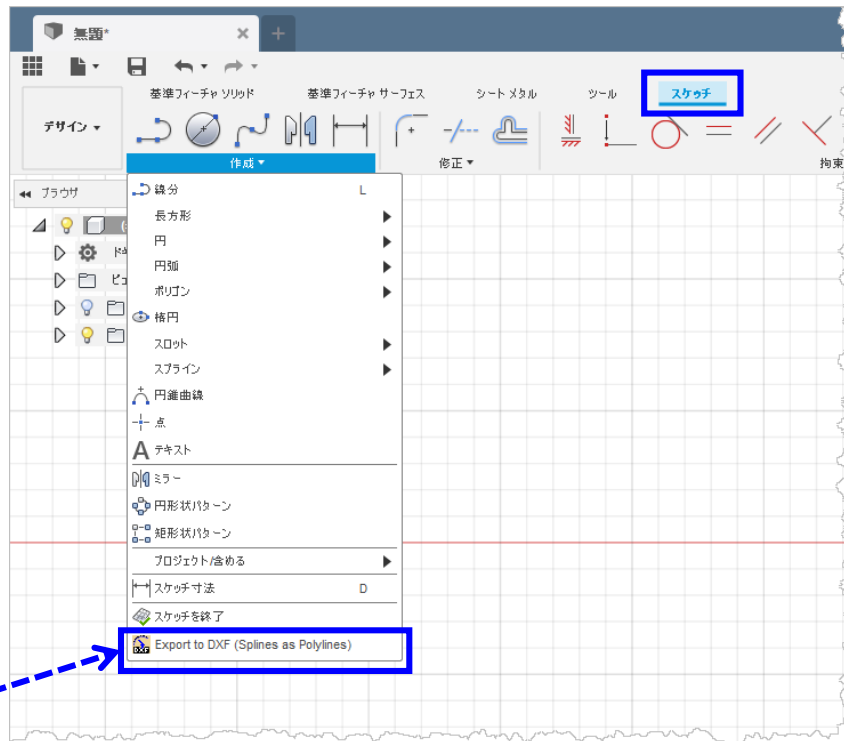 無題*
基準フィーチャ ソリッド
基準フィーチャ サーフェス
シート メタル
ツール
スケッチ
デザイン
作成
修正
拘束
ブラウザ
線分 L
長方形
円
円弧
ポリゴン
楕円
スロット
スプライン
円錐曲線
点
テキスト
ミラー
円形状パターン
矩形状パターン
プロジェクト/含める
スケッチ寸法 D
スケッチを終了
Export to DXF (Splines as Polylines)